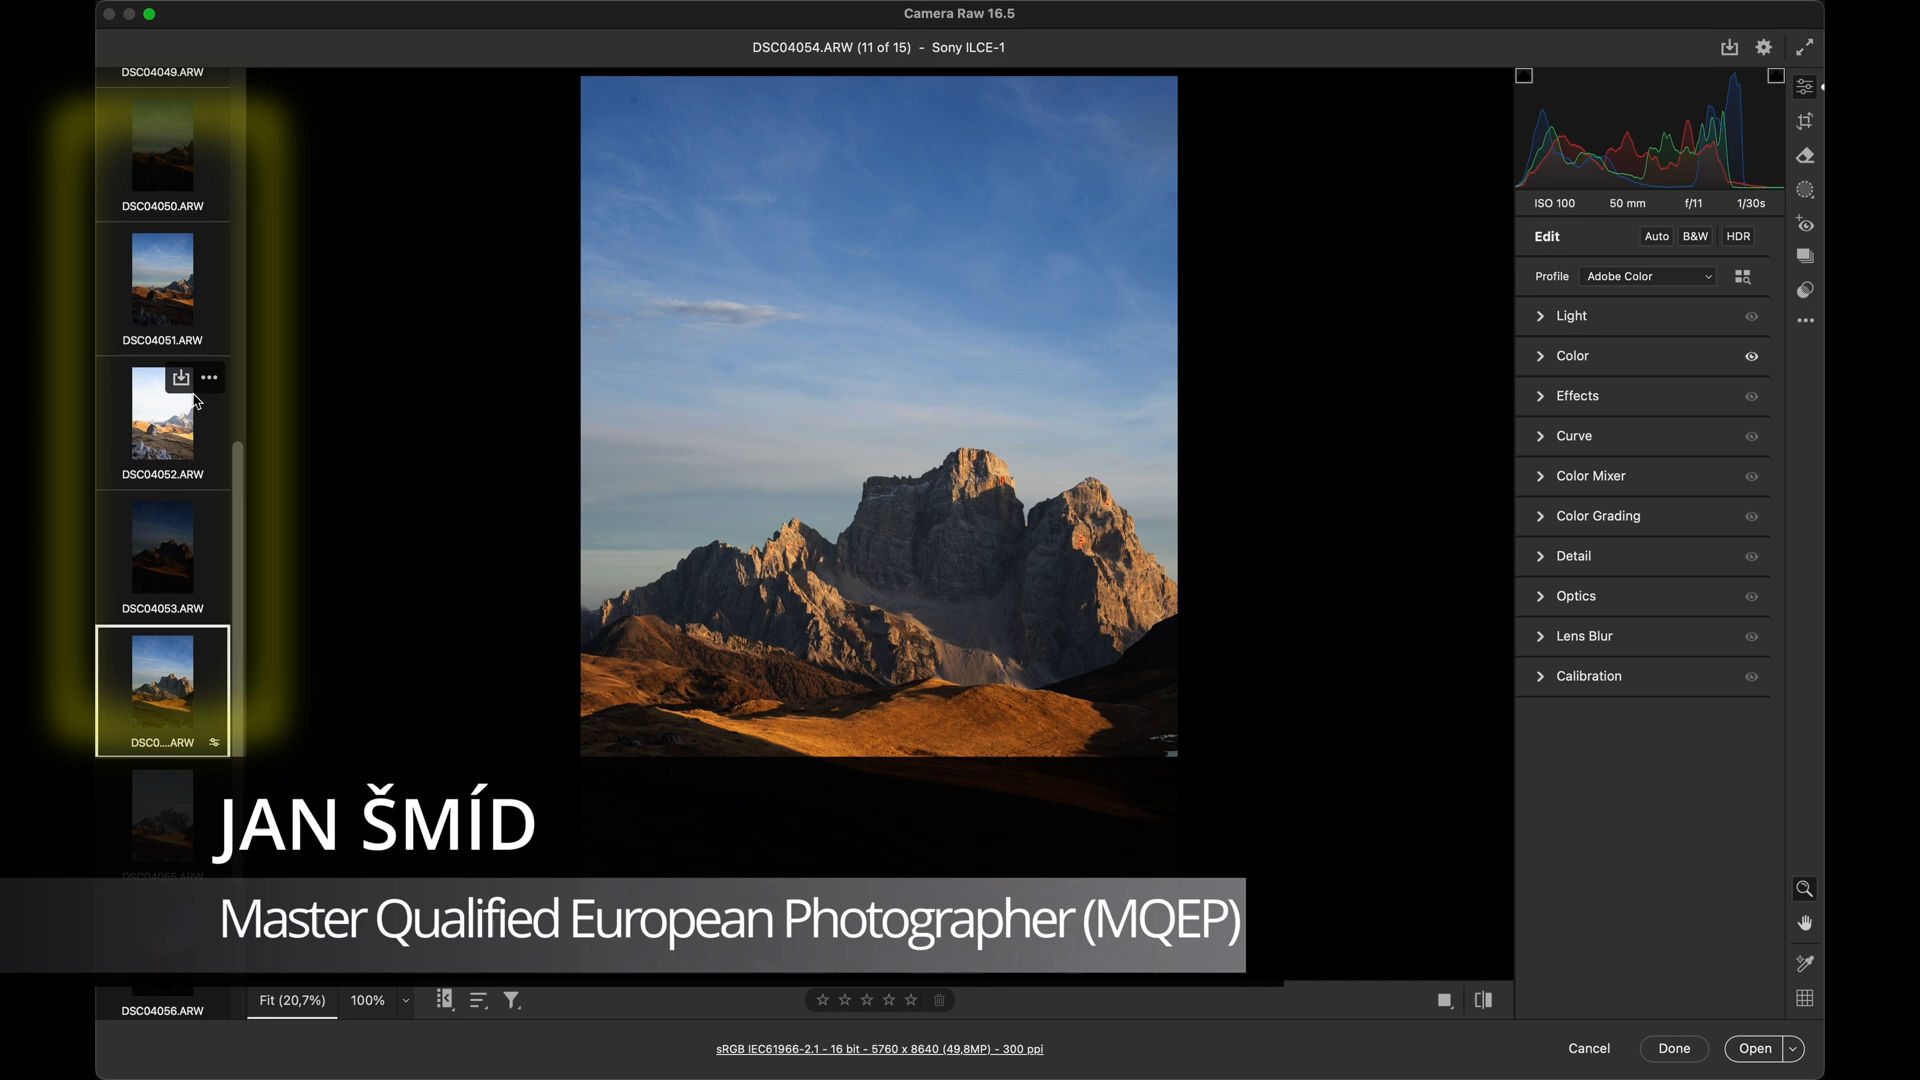 Camera Raw 16.5
DSC04054.ARW (11 of 15) - Sony ILCE-1
DSC04049.ARW
DSC04050.ARW
DSC04051.ARW
DSC04052.ARW
DSC04053.ARW
DSC0....ARW
DSC04055.ARW
DSC04056.ARW
ISO 100 50 mm f/11 1/30s
Edit Auto B&W HDR
Profile Adobe Color
Light
Color
Effects
Curve
Color Mixer
Color Grading
Detail
Optics
Lens Blur
Calibration
JAN ŠMÍD
Master Qualified European Photographer (MQEP)
Fit (20,7%) 100%
sRGB IEC61966-2.1 - 16 bit - 5760 x 8640 (49,8MP) - 300 ppi
Cancel Done Open